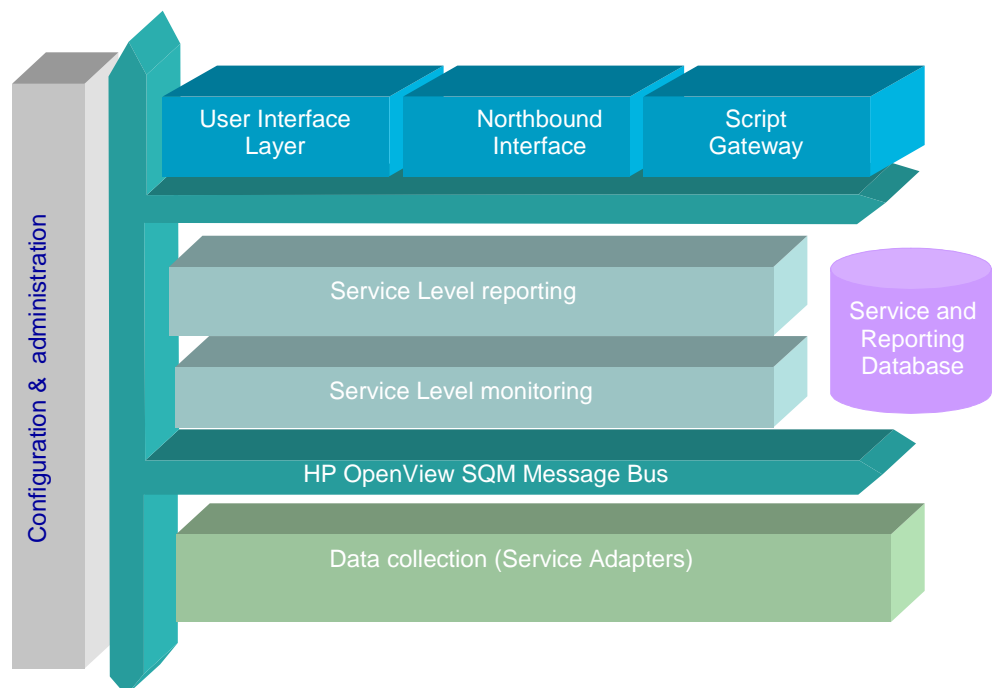 User Interface
Layer
Northbound
Interface
Script
Gateway
Configuration & administration
Service Level reporting
Service and
Reporting
Database
Service Level monitoring
HP OpenView SQM Message Bus
Data collection (Service Adapters)